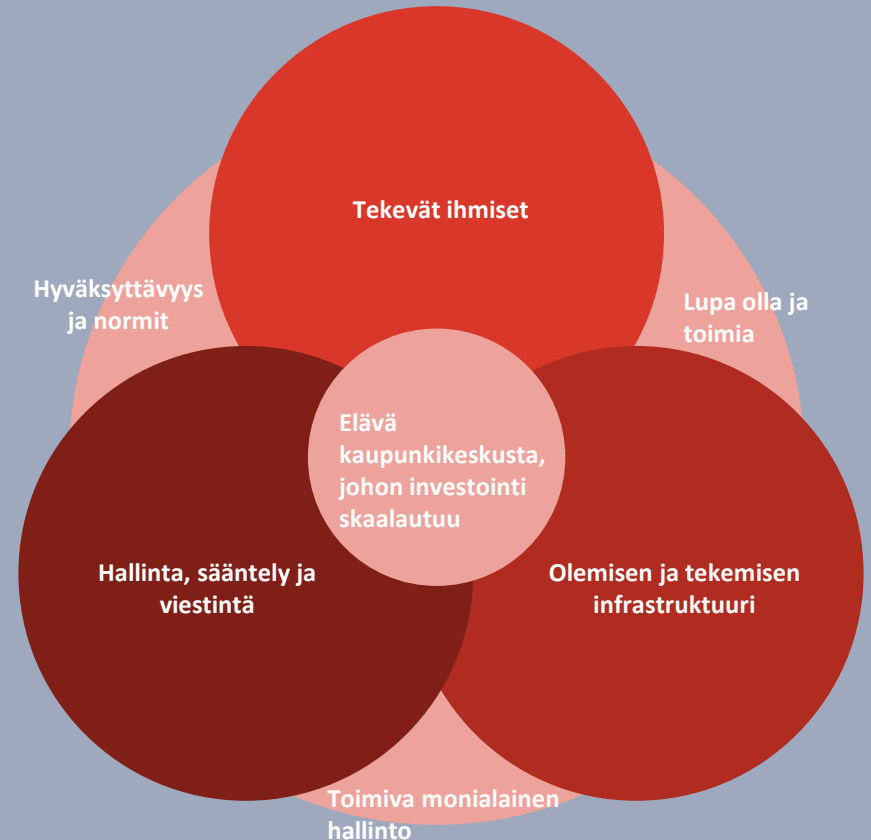 Tekevät ihmiset
Hyväksyttävyys
ja normit
Lupa olla ja
toimia
Elävä
kaupunkikeskusta,
johon investointi
skaalautuu
Hallinta, sääntely ja
viestintä
Olemisen ja tekemisen
infrastruktuuri
Toimiva monialainen
hallinto